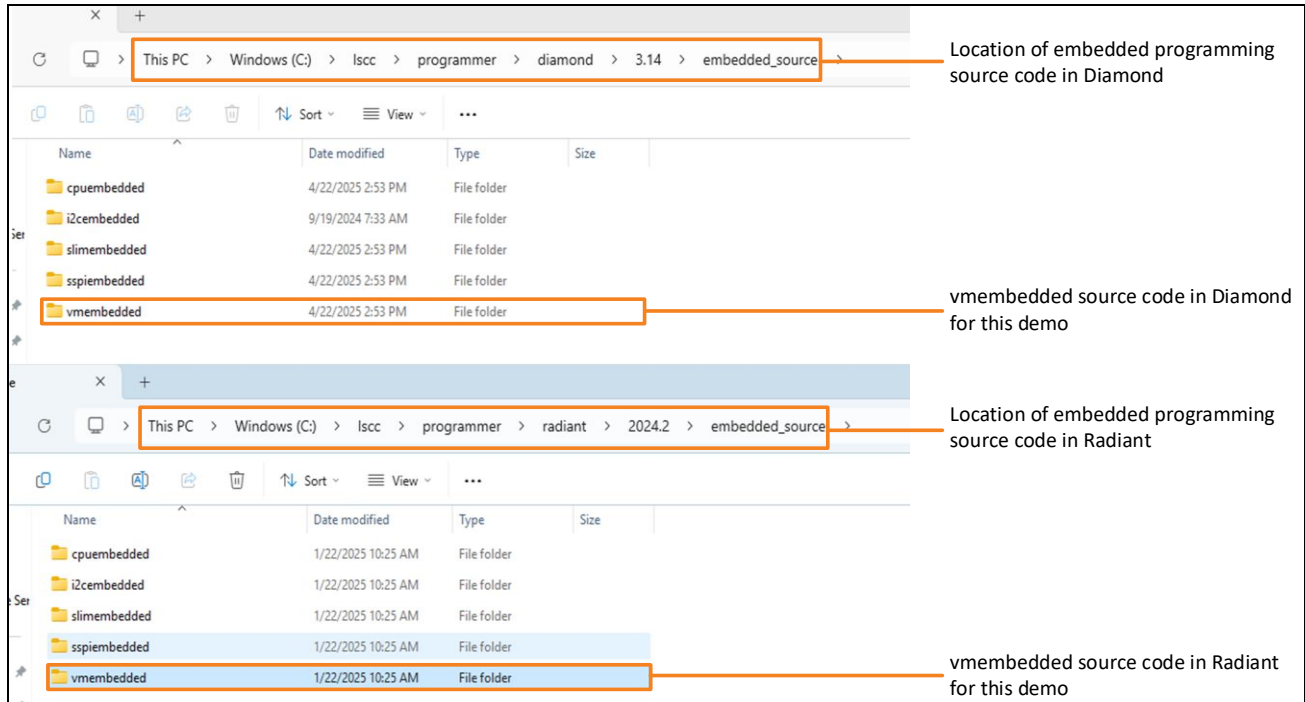 This PC > Windows (C:) > lscc > programmer > diamond > 3.14 > embedded_source >
Location of embedded programming
source code in Diamond
Sort
View
Name Date modified Type Size
cpuembedded 4/22/2025 2:53 PM File folder
i2cembedded 9/19/2024 7:33 AM File folder
Ser
slimembedded 4/22/2025 2:53 PM File folder
sspiembedded 4/22/2025 2:53 PM File folder
vmembedded 4/22/2025 2:53 PM File folder
vmembedded source code in Diamond
for this demo
e
This PC > Windows (C:) > lscc > programmer > radiant > 2024.2 > embedded_source >
Location of embedded programming
source code in Radiant
Sort
View
Name Date modified Type Size
cpuembedded 1/22/2025 10:25 AM File folder
i2cembedded 1/22/2025 10:25 AM File folder
e Ser
slimembedded 1/22/2025 10:25 AM File folder
sspiembedded 1/22/2025 10:25 AM File folder
vmembedded 1/22/2025 10:25 AM File folder
vmembedded source code in Radiant
for this demo